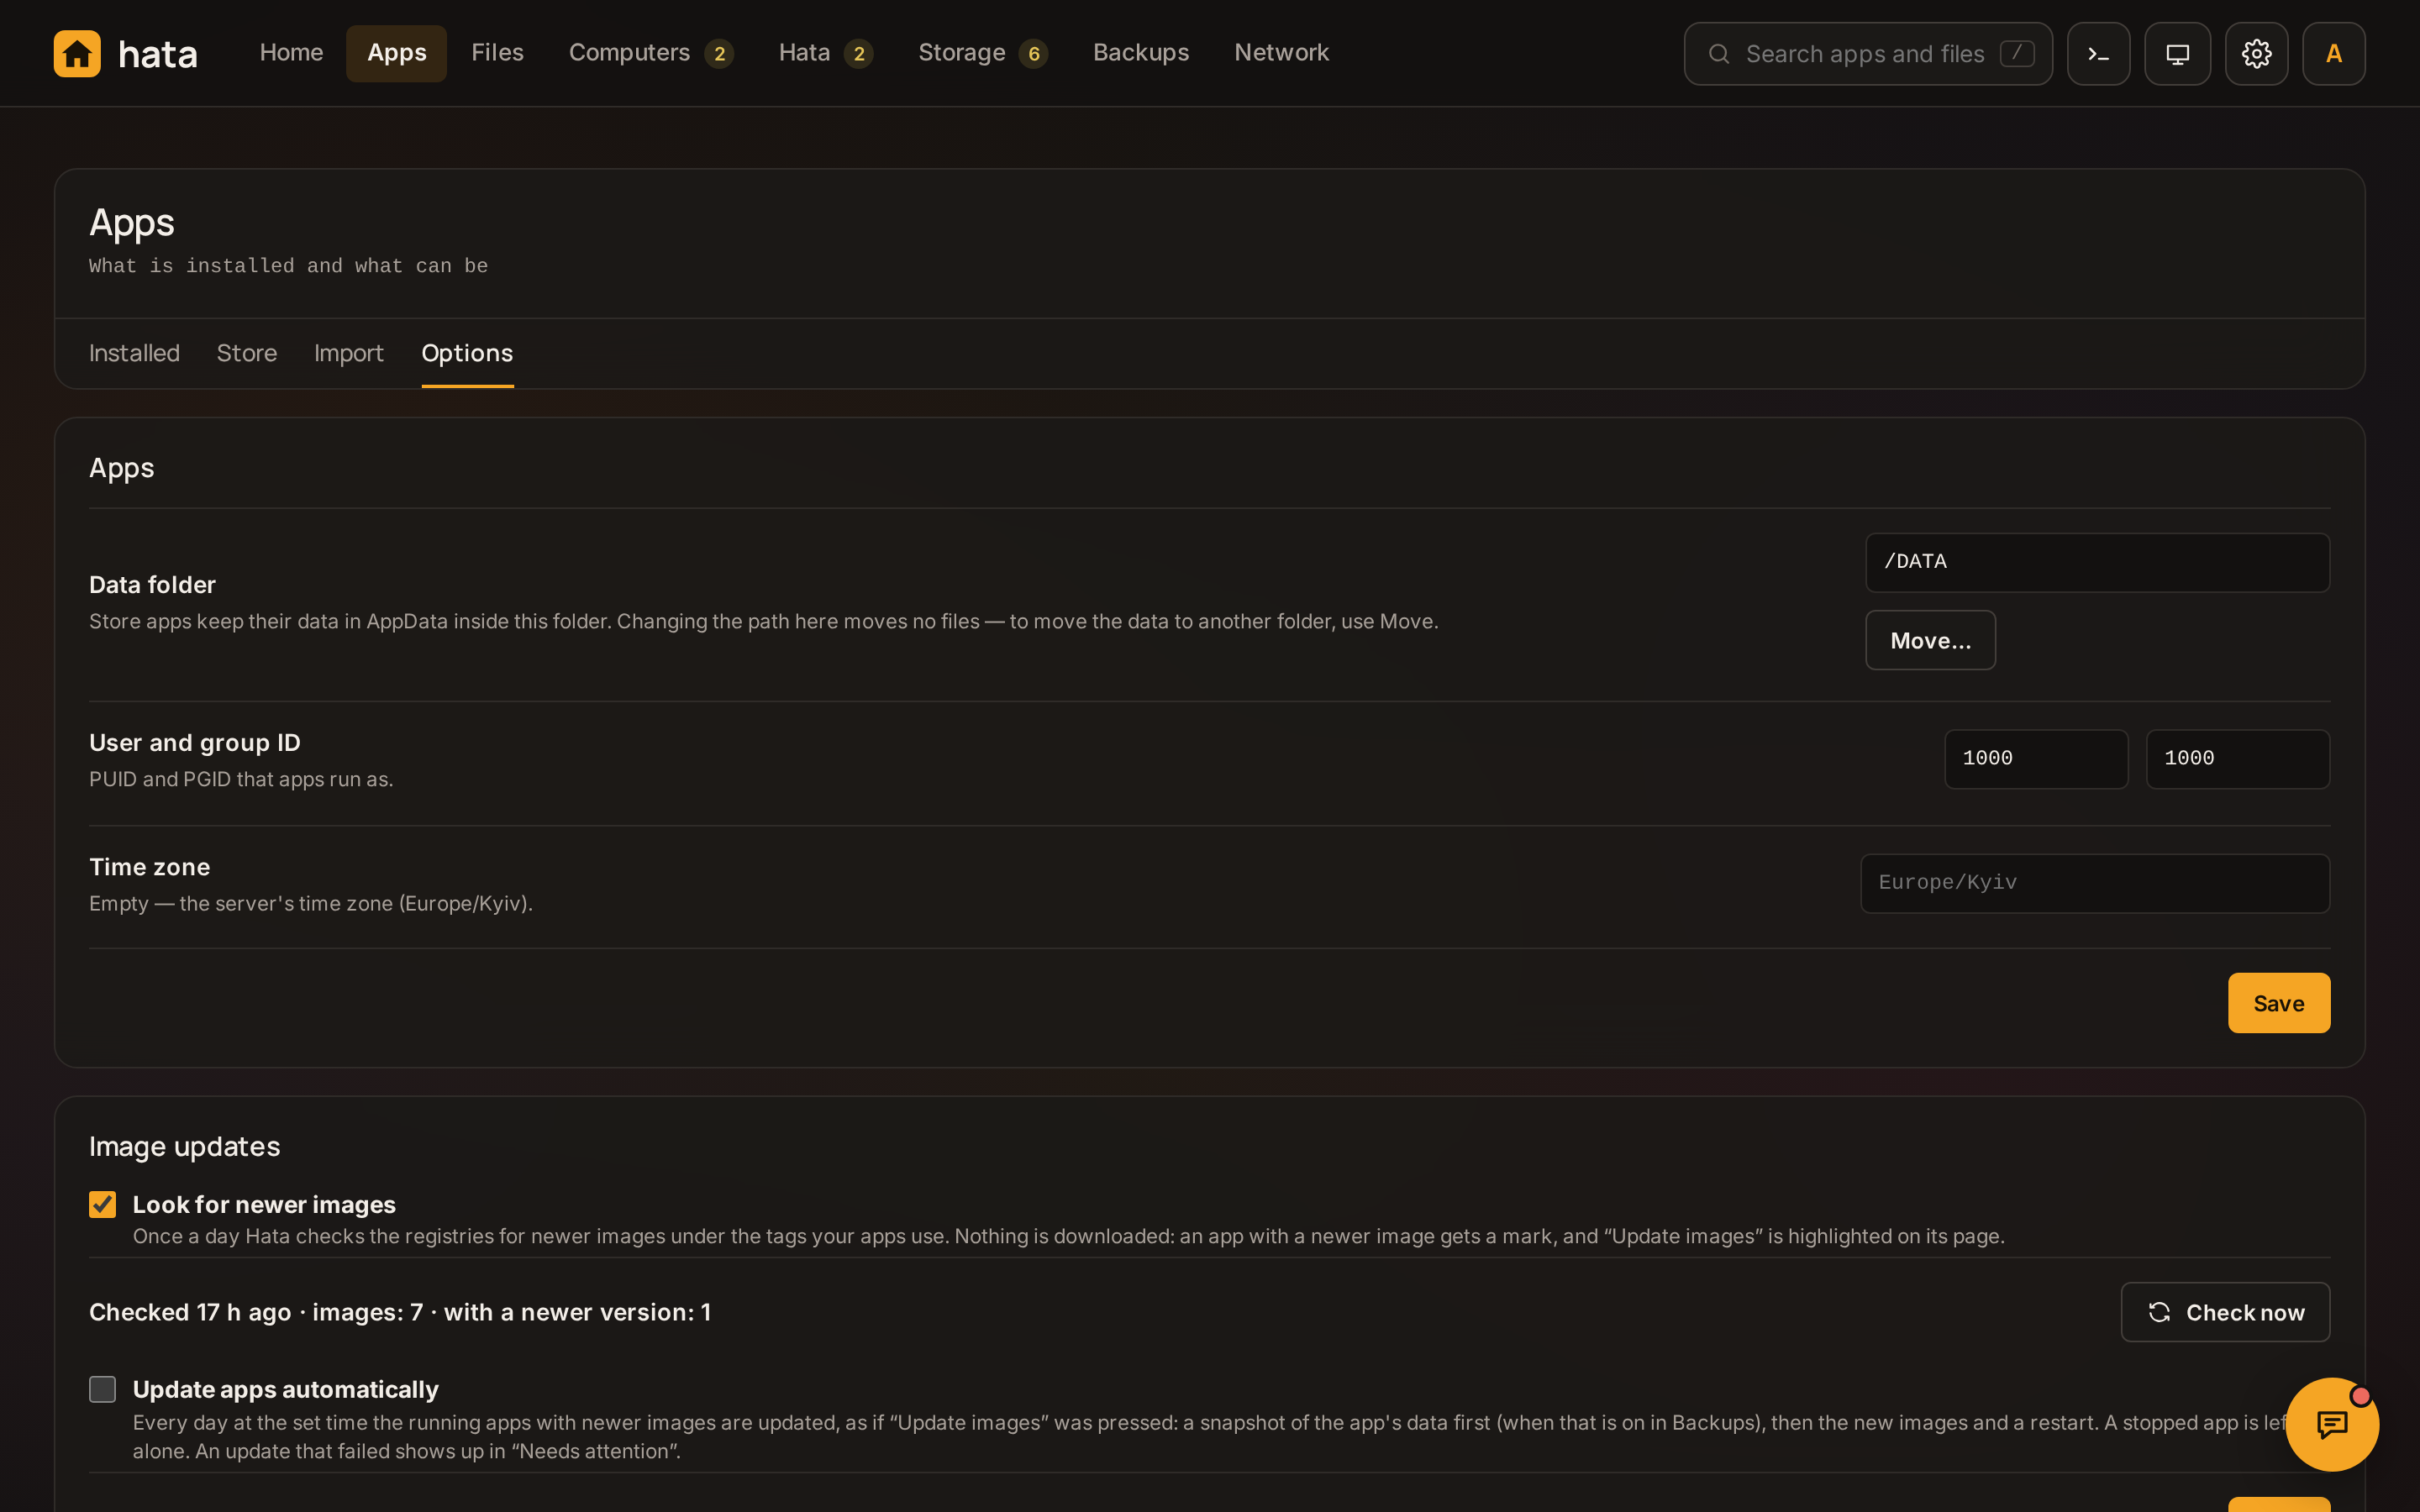 hata
Home Apps Files Computers 2 Hata 2 Storage 6 Backups Network
Search apps and files / A
Apps
What is installed and what can be
Installed Store Import Options
Apps
/DATA
Data folder
Store apps keep their data in AppData inside this folder. Changing the path here moves no files — to move the data to another folder, use Move.
Move...
User and group ID
PUID and PGID that apps run as.
1000 1000
Time zone
Empty — the server's time zone (Europe/Kyiv).
Europe/Kyiv
Save
Image updates
Look for newer images
Once a day Hata checks the registries for newer images under the tags your apps use. Nothing is downloaded: an app with a newer image gets a mark, and “Update images” is highlighted on its page.
Checked 17 h ago · images: 7 · with a newer version: 1
Check now
Update apps automatically
Every day at the set time the running apps with newer images are updated, as if “Update images” was pressed: a snapshot of the app's data first (when that is on in Backups), then the new images and a restart. A stopped app is
alone. An update that failed shows up in “Needs attention”.